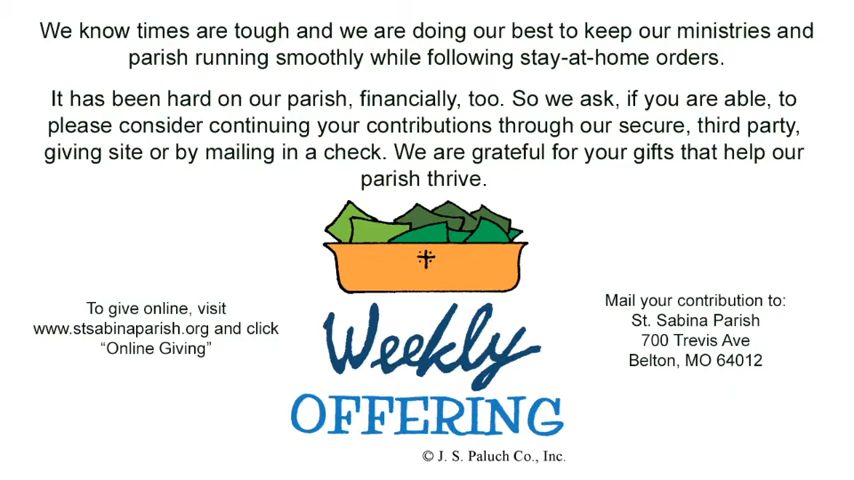 We know times are tough and we are doing our best to keep our ministries and
parish running smoothly while following stay-at-home orders.
It has been hard on our parish, financially, too. So we ask, if you are able, to
please consider continuing your contributions through our secure, third party,
giving site or by mailing in a check. We are grateful for your gifts that help our
parish thrive.
To give online, visit
www.stsabinaparish.org and click
“Online Giving”
Weekly
OFFERING
Mail your contribution to:
St. Sabina Parish
700 Trevis Ave
Belton, MO 64012
© J. S. Paluch Co., Inc.